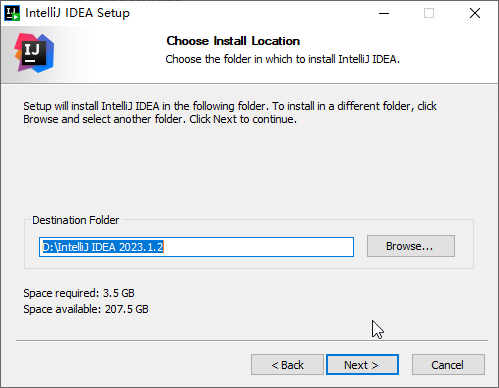 IntelliJ IDEA Setup
IJ
Choose Install Location
Choose the folder in which to install IntelliJ IDEA.
Setup will install IntelliJ IDEA in the following folder. To install in a different folder, click
Browse and select another folder. Click Next to continue.
Destination Folder
D:\IntelliJ IDEA 2023.1.2
Browse...
Space required: 3.5 GB
Space available: 207.5 GB
< Back
Next >
Cancel